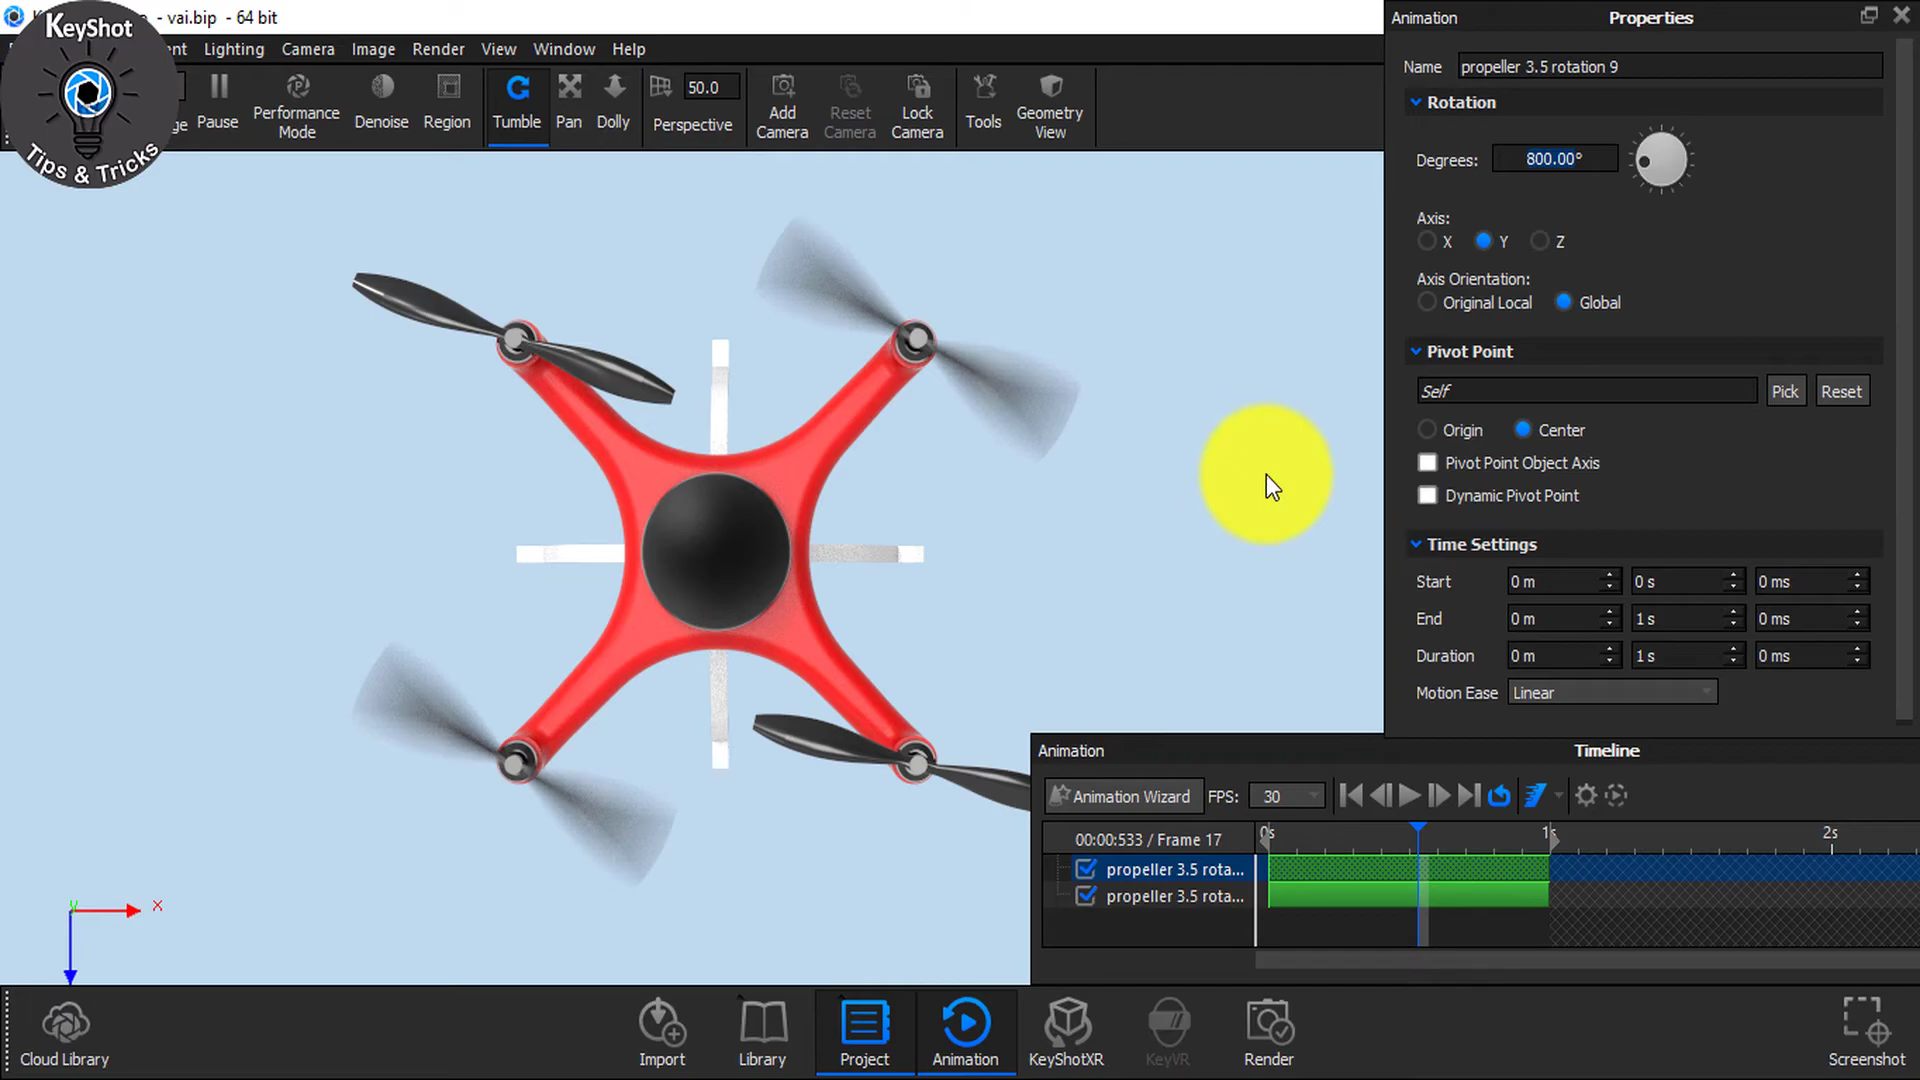 KeyShot
Tips & Tricks
- vai.bip - 64 bit
nt Lighting Camera Image Render View Window Help
ge Pause Performance Mode Denoise Region Tumble Pan Dolly 50.0 Perspective Add Camera Reset Camera Lock Camera Tools Geometry View
Animation Properties
Name propeller 3.5 rotation 9
Rotation
Degrees: 800.00°
Axis:
X Y Z
Axis Orientation:
Original Local Global
Pivot Point
Self Pick Reset
Origin Center
Pivot Point Object Axis
Dynamic Pivot Point
Time Settings
Start 0 m 0 s 0 ms
End 0 m 1 s 0 ms
Duration 0 m 1 s 0 ms
Motion Ease Linear
Animation Timeline
Animation Wizard FPS: 30
00:00:533 / Frame 17 0s 1s 2s
propeller 3.5 rota...
propeller 3.5 rota...
y x
Cloud Library Import Library Project Animation KeyShotXR KeyVR Render Screenshot